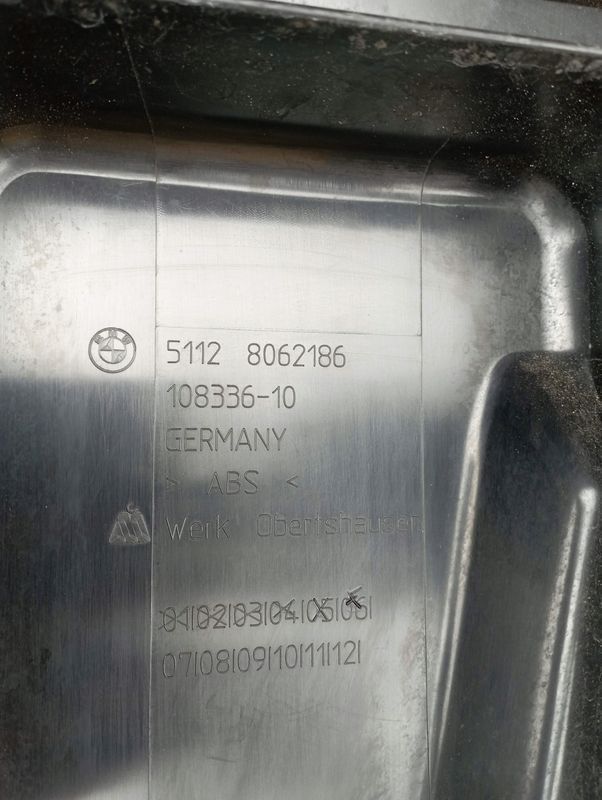 BMW
5112 8062186
108336-10
GERMANY
> ABS <
Werk Obertshausen
01|02|03|04|05|06|
07|08|09|10|11|12|